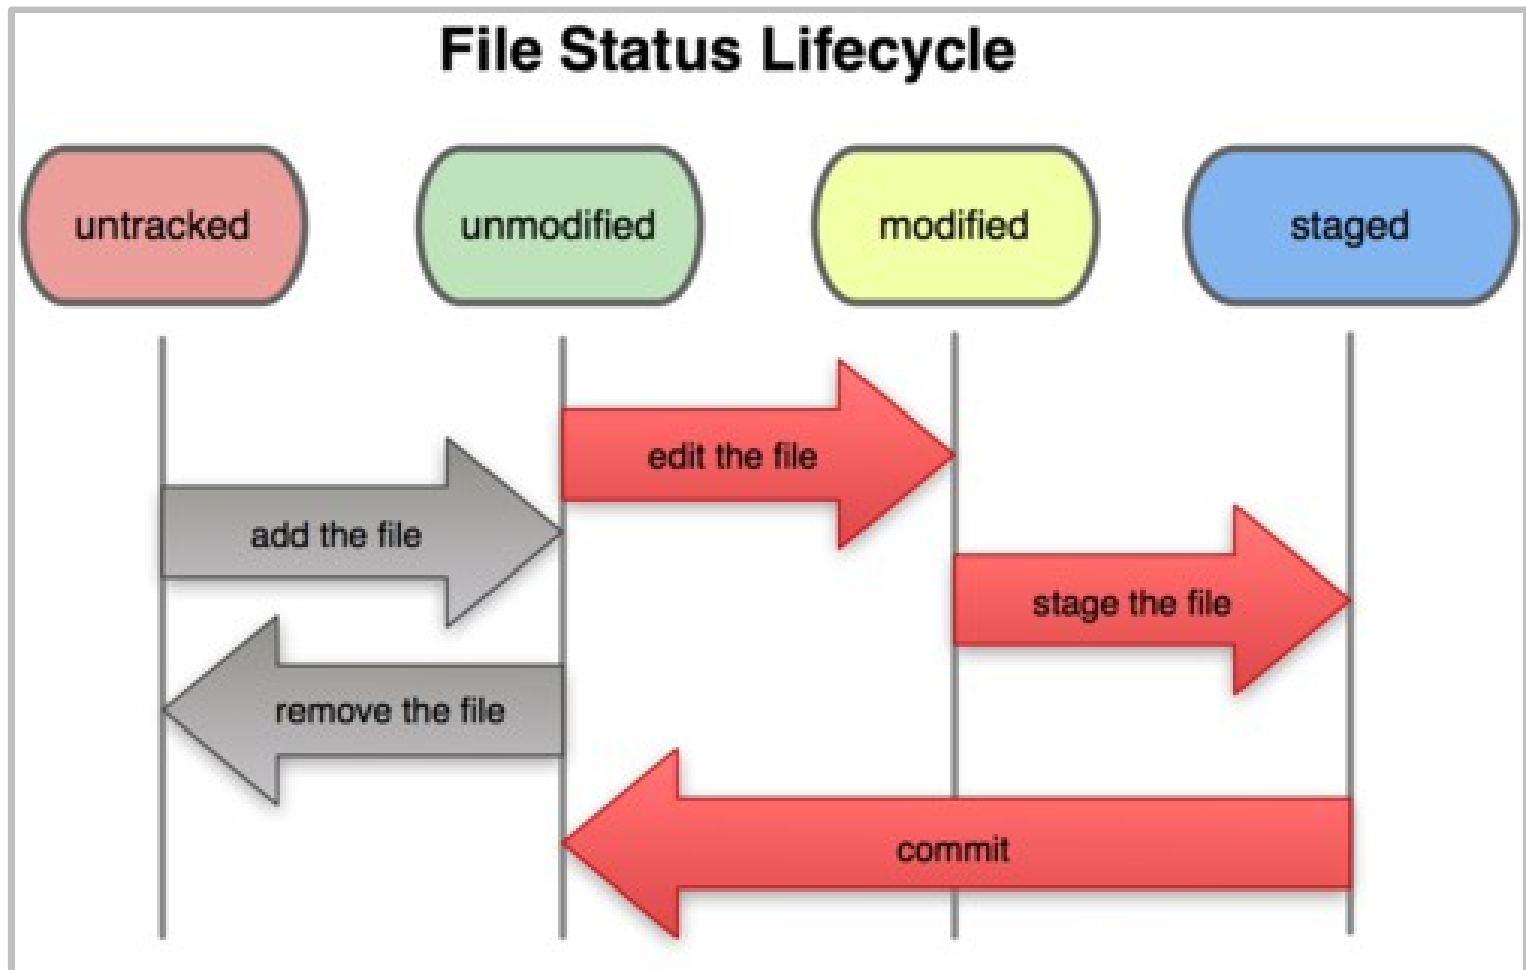 File Status Lifecycle
untracked
unmodified
modified
staged
edit the file
add the file
stage the file
remove the file
commit